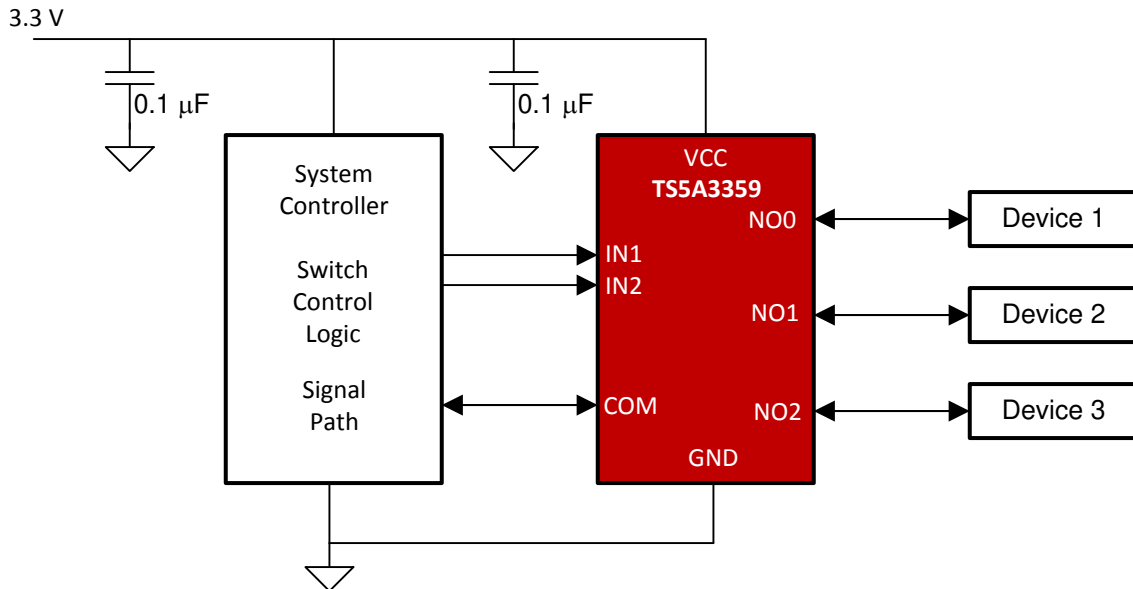 3.3 V
0.1 μF
0.1 μF
System
Controller
Switch
Control
Logic
Signal
Path
VCC
TS5A3359
NO0
IN1
IN2
NO1
COM
NO2
GND
Device 1
Device 2
Device 3